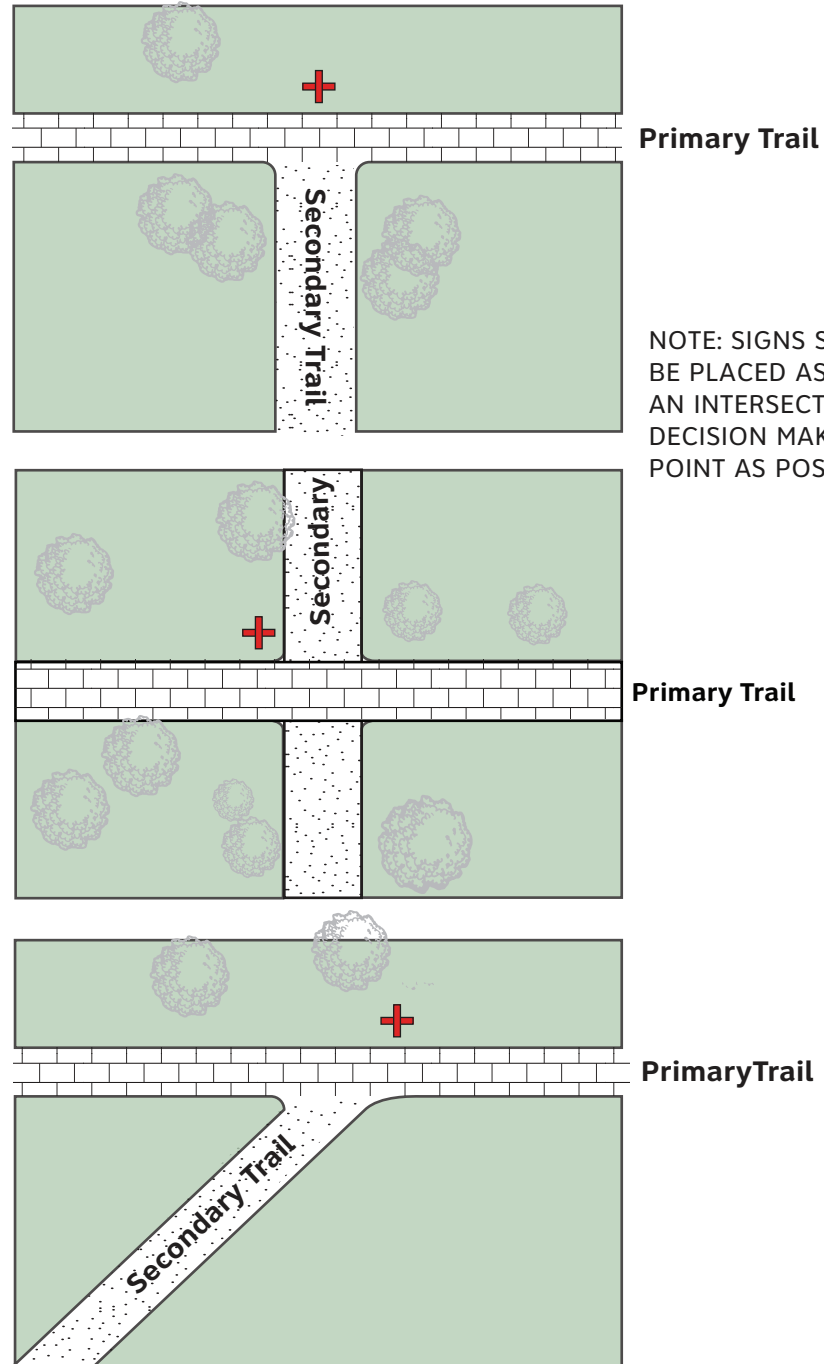 Primary Trail
Secondary Trail
NOTE: SIGNS S
BE PLACED AS
AN INTERSECT
DECISION MAK
POINT AS POS
Secondary
Primary Trail
PrimaryTrail
Secondary Trail